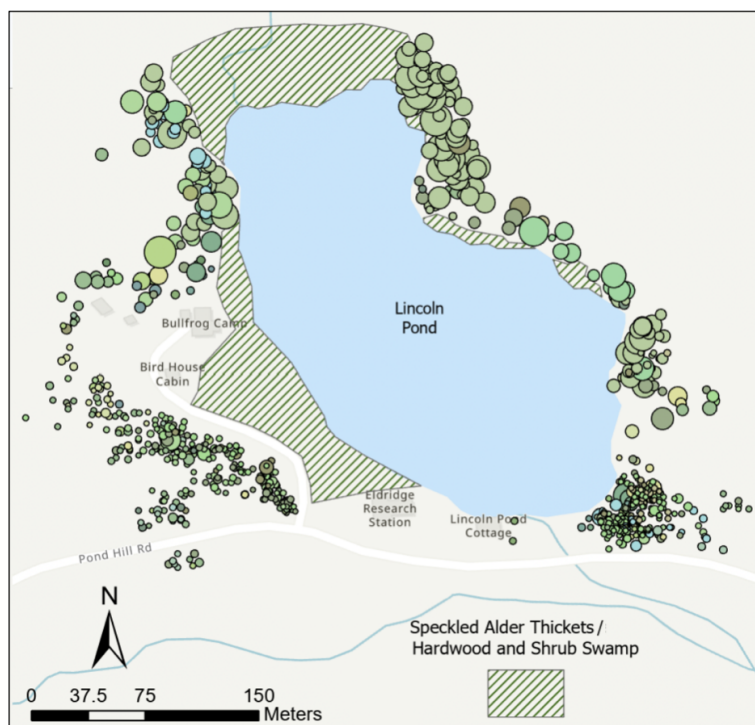 Lincoln
Pond
Bullfrog Camp
Bird House
Cabin
Eldridge
Research
Station
Lincoln Pond
Cottage
Pond Hill Rd
N
Speckled Alder Thickets/
Hardwood and Shrub Swamp
0 37.5 75 150
Meters